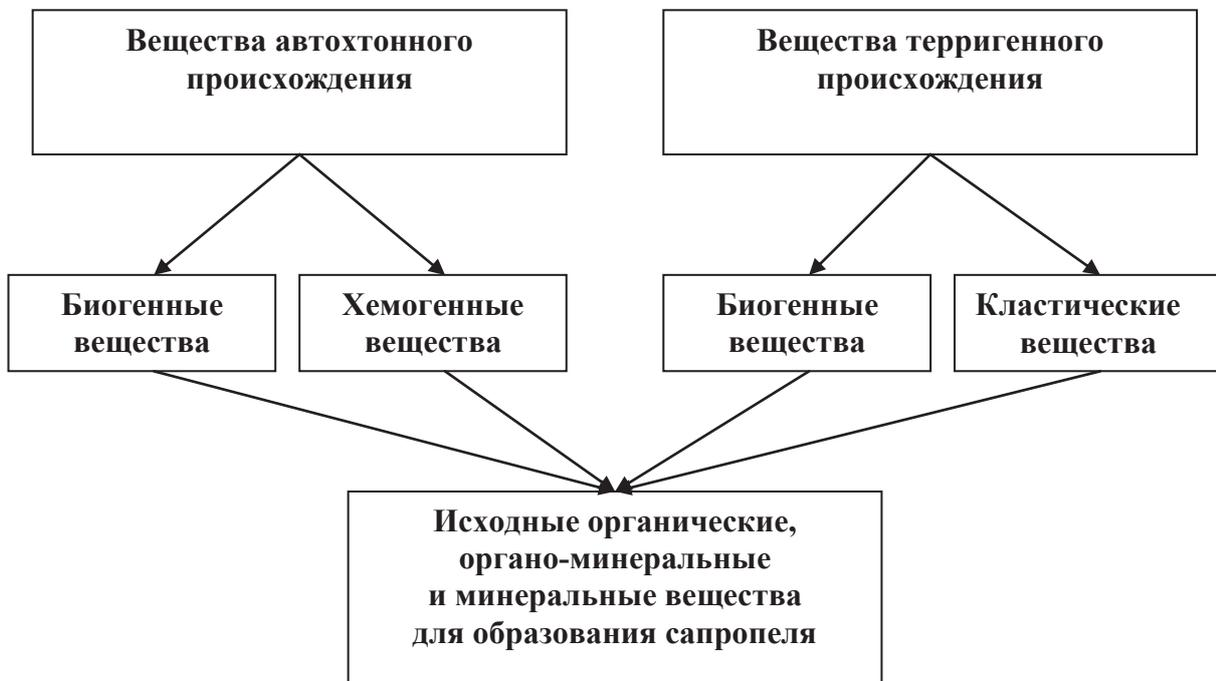 Вещества автохтонного
происхождения
Вещества терригенного
происхождения
Биогенные
вещества
Хемогенные
вещества
Биогенные
вещества
Кластические
вещества
Исходные органические,
органо-минеральные
и минеральные вещества
для образования сапропеля